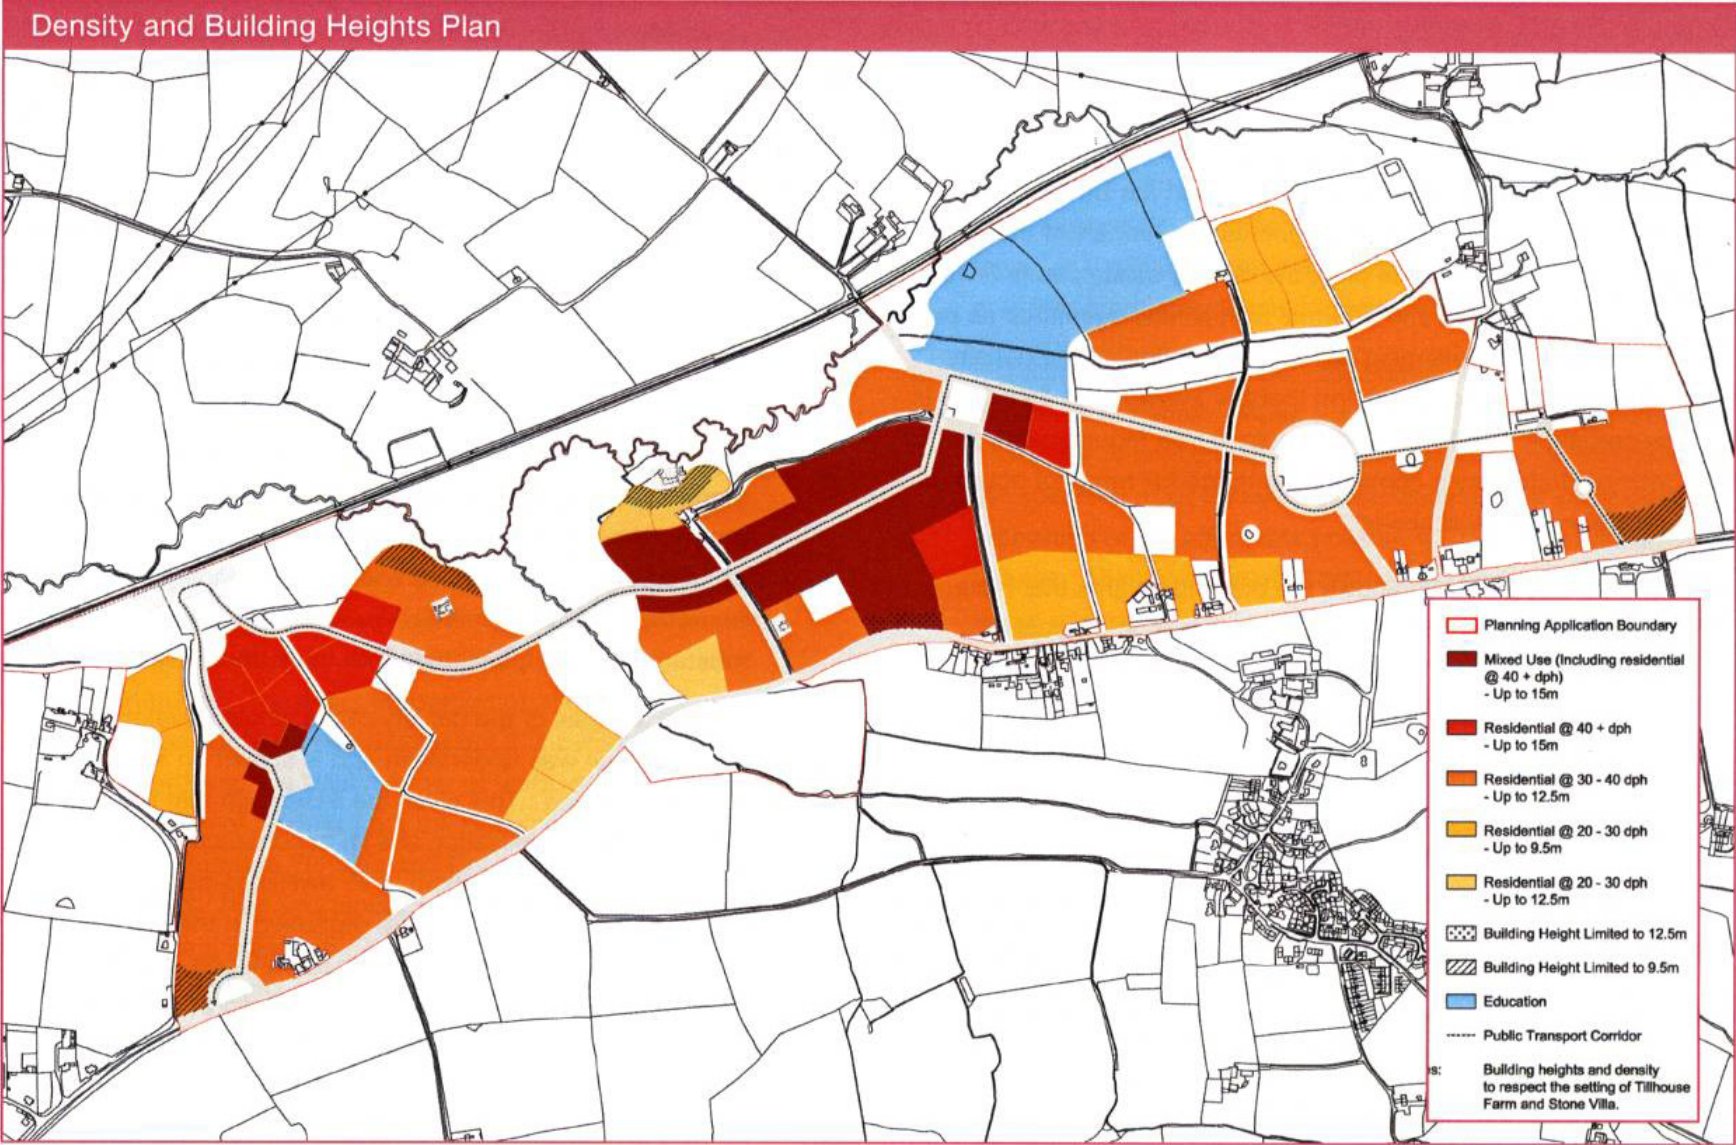 Density and Building Heights Plan
Planning Application Boundary
Mixed Use (Including residential
@ 40 + dph)
- Up to 15m
Residential @ 40 + dph
- Up to 15m
Residential @ 30 - 40 dph
- Up to 12.5m
Residential @ 20 - 30 dph
- Up to 9.5m
Residential @ 20 - 30 dph
- Up to 12.5m
Building Height Limited to 12.5m
Building Height Limited to 9.5m
Education
Public Transport Corridor
es:
Building heights and density
to respect the setting of Tillhouse
Farm and Stone Villa.